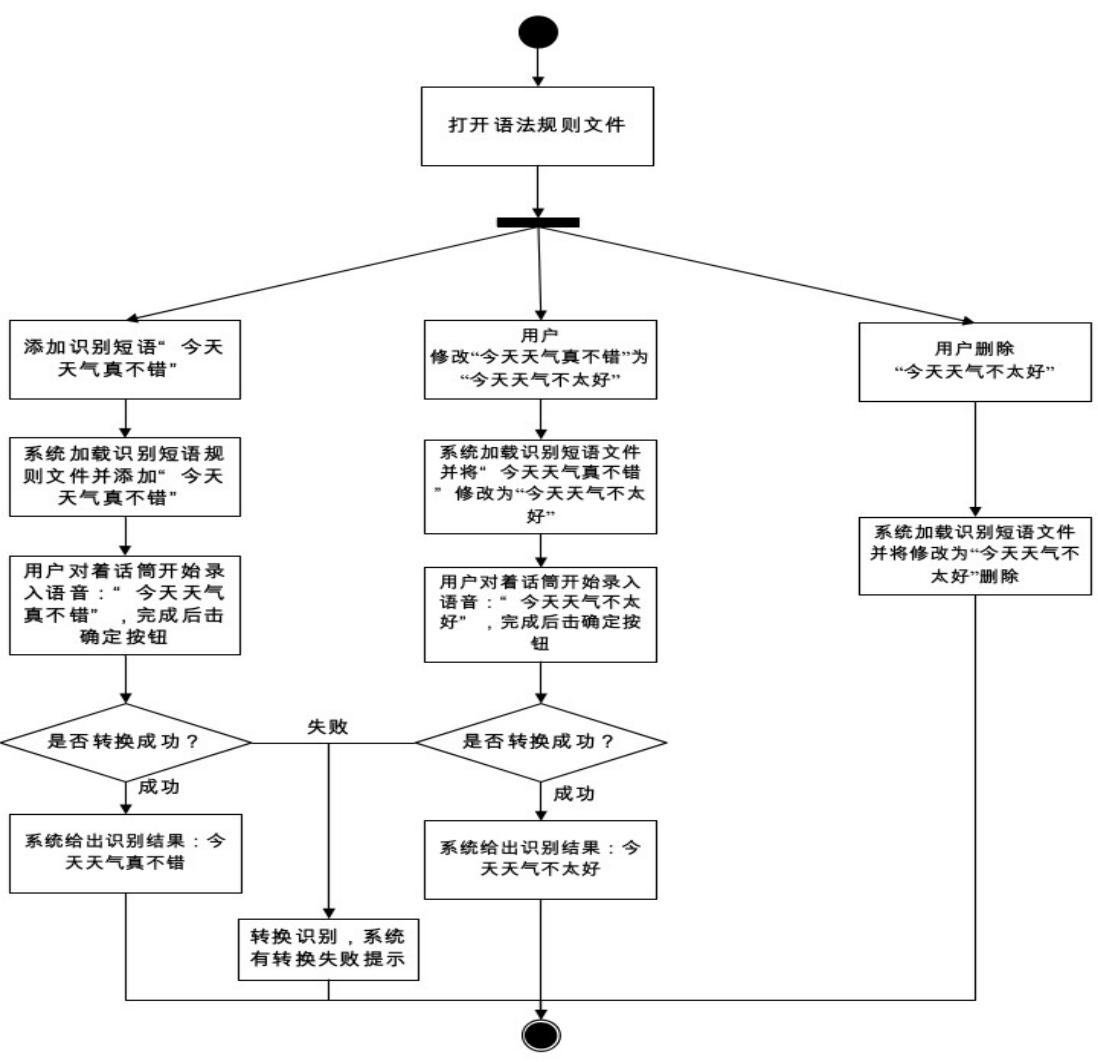 打开语法规则文件
添加识别短语“ 今天
天气真不错”
系统加载识别短语规
则文件并添加“ 今天
天气真不错”
用户对着话筒开始录
入语音：“ 今天天气
真不错” ，完成后击
确定按钮
是否转换成功？
成功
系统给出识别结果：今
天天气真不错
失败
转换识别，系统
有转换失败提示
用户
修改“今天天气真不错”为
“今天天气不太好”
系统加载识别短语文件
并将“ 今天天气真不错
” 修改为“今天天气不太
好”
用户对着话筒开始录入
语音：“ 今天天气不太
好” ，完成后击确定按
钮
是否转换成功？
成功
系统给出识别结果：今
天天气不太好
用户删除
“今天天气不太好”
系统加载识别短语文件
并将修改为“今天天气不
太好”删除